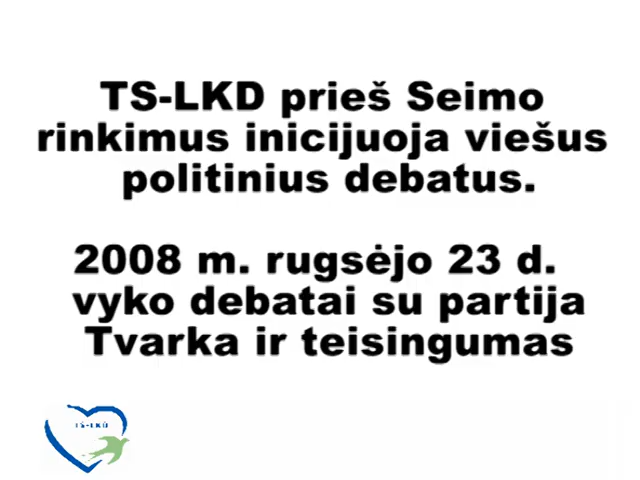 TS-LKD prieš Seimo
rinkimus inicijuoja viešus
politinius debatus.
2008 m. rugsėjo 23 d.
vyko debatai su partija
Tvarka ir teisingumas
TS-LKD